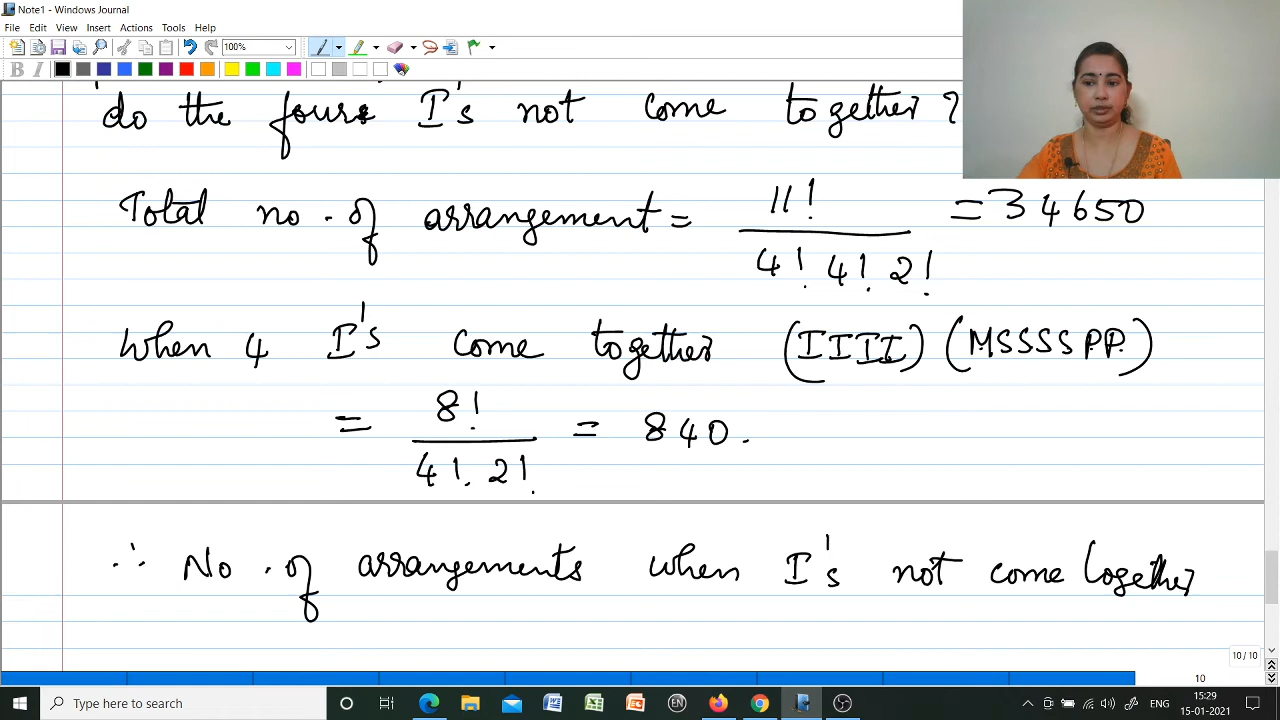 Note1 - Windows Journal
File Edit View Insert Actions Tools Help
100%
B I
do the fours I's not come together?
Total no. of arrangement = 11! / 4! 4! 2! = 34650
When 4 I's come together (IIII) (MSSSSPP)
= 8! / 4!. 2! = 840.
∴ No. of arrangements when I's not come together
10 / 10
10
Type here to search
EN
ENG
15:29
15-01-2021